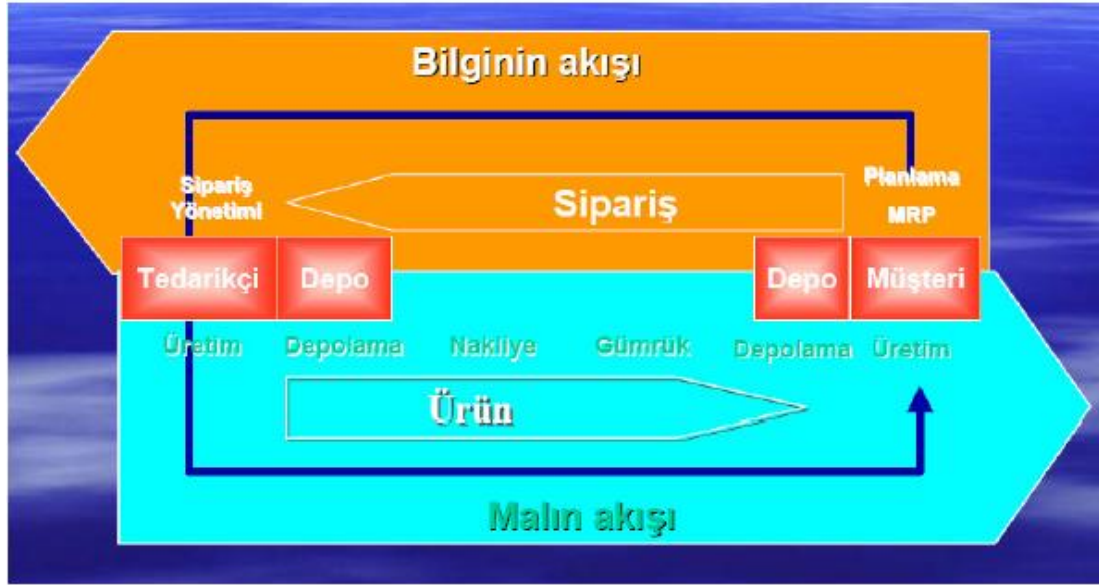 Bilginin akışı
Sipariş
Yönetimi
Sipariş
Planlama
MRP
Tedarikçi
Depo
Depo
Müşteri
Üretim
Depolama
Nakliye
Gümrük
Depolama
Üretim
Ürün
Malın akışı